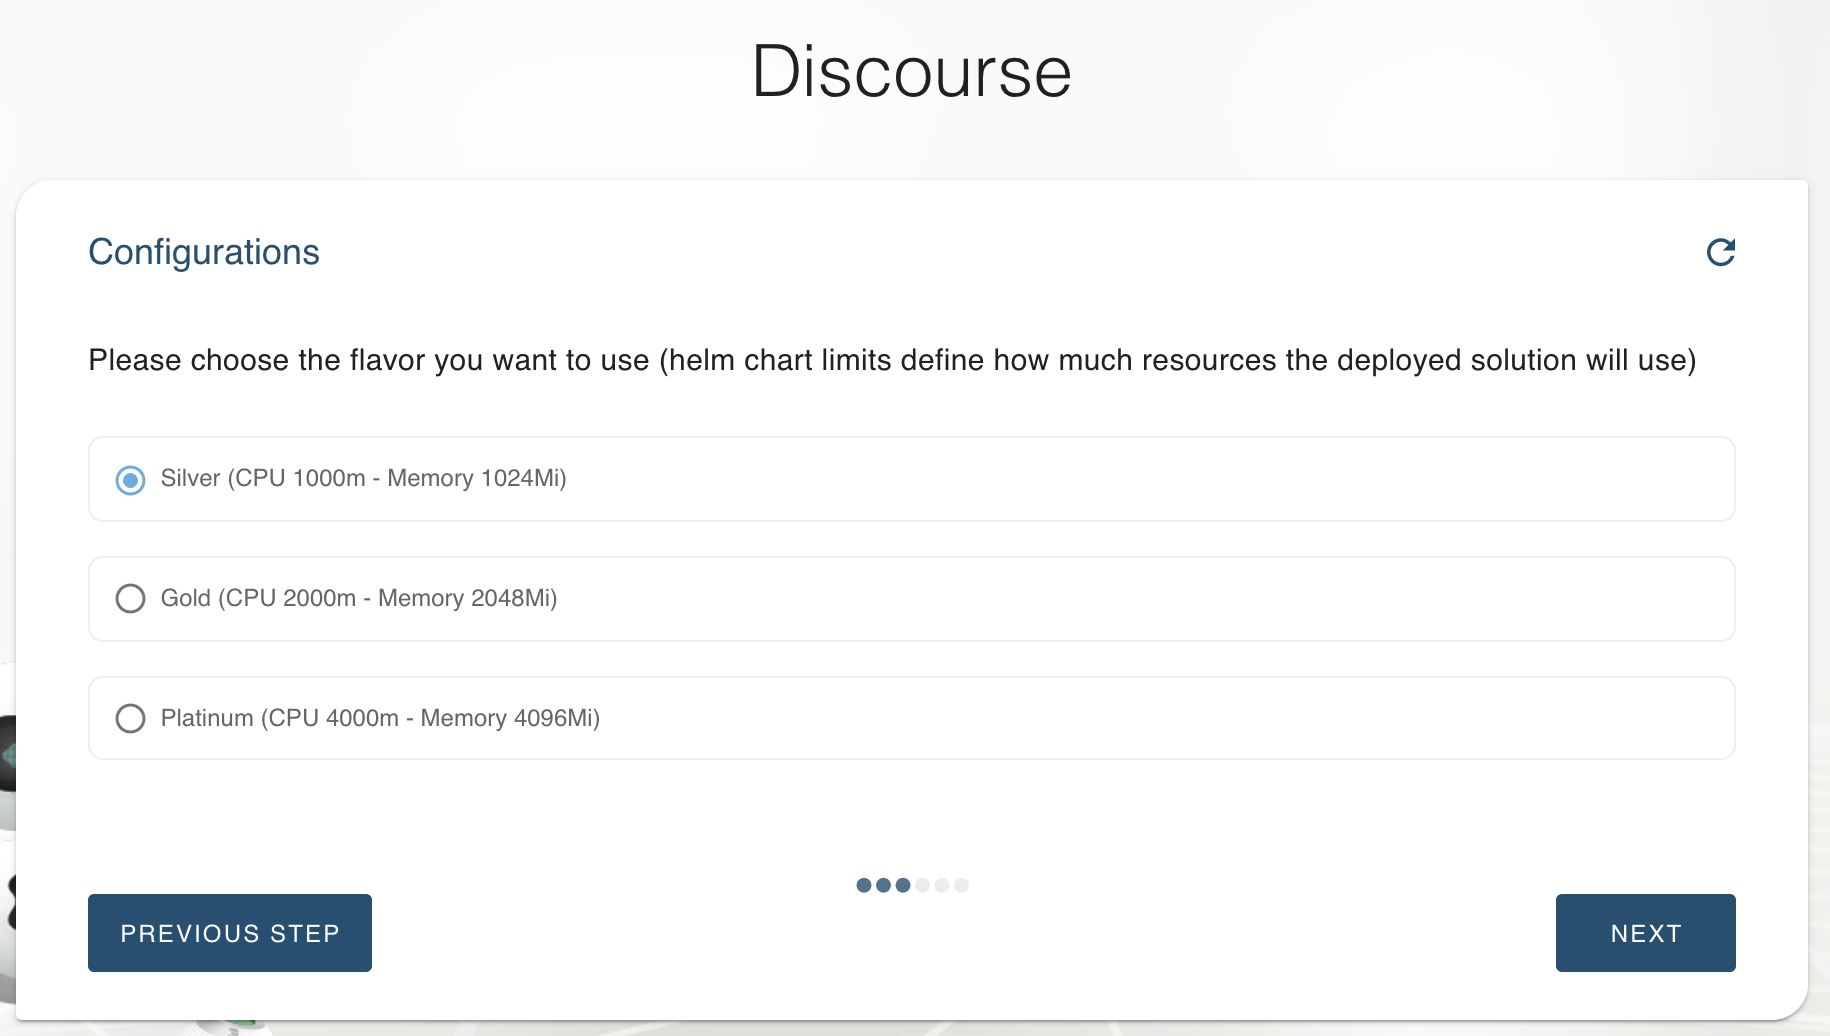 Discourse
Configurations
Please choose the flavor you want to use (helm chart limits define how much resources the deployed solution will use)
Silver (CPU 1000m - Memory 1024Mi)
Gold (CPU 2000m - Memory 2048Mi)
Platinum (CPU 4000m - Memory 4096Mi)
PREVIOUS STEP
NEXT